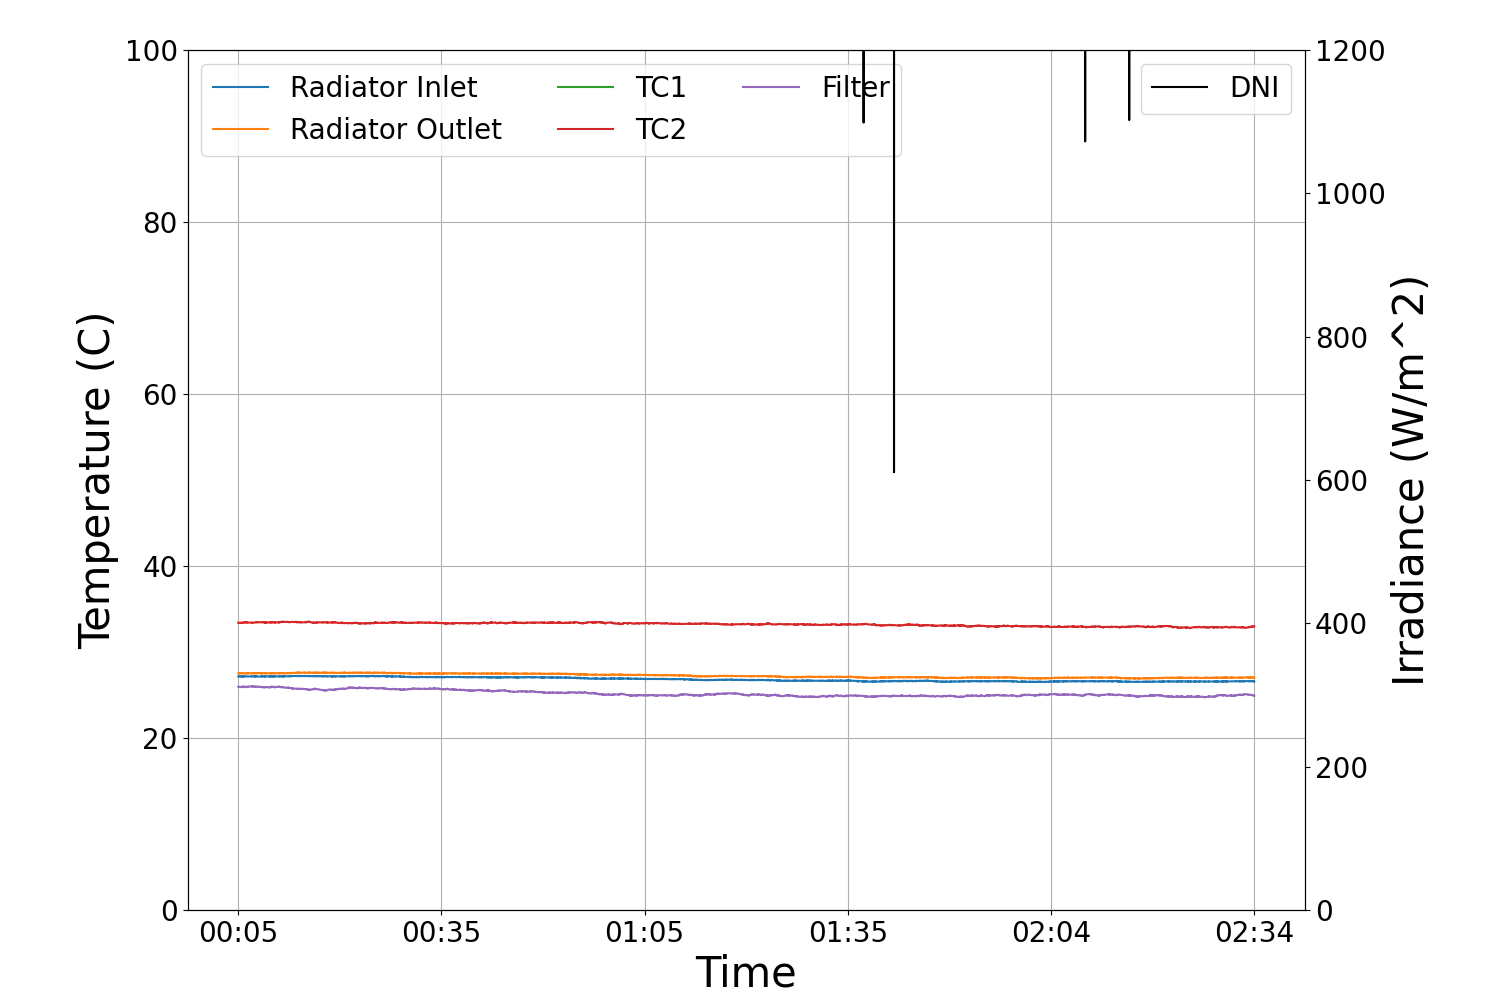 100
80
60
40
20
0
Temperature (C)
Radiator Inlet
Radiator Outlet
TC1
TC2
Filter
DNI
1200
1000
800
600
400
200
0
Irradiance (W/m^2)
00:05 00:35 01:05 01:35 02:04 02:34
Time